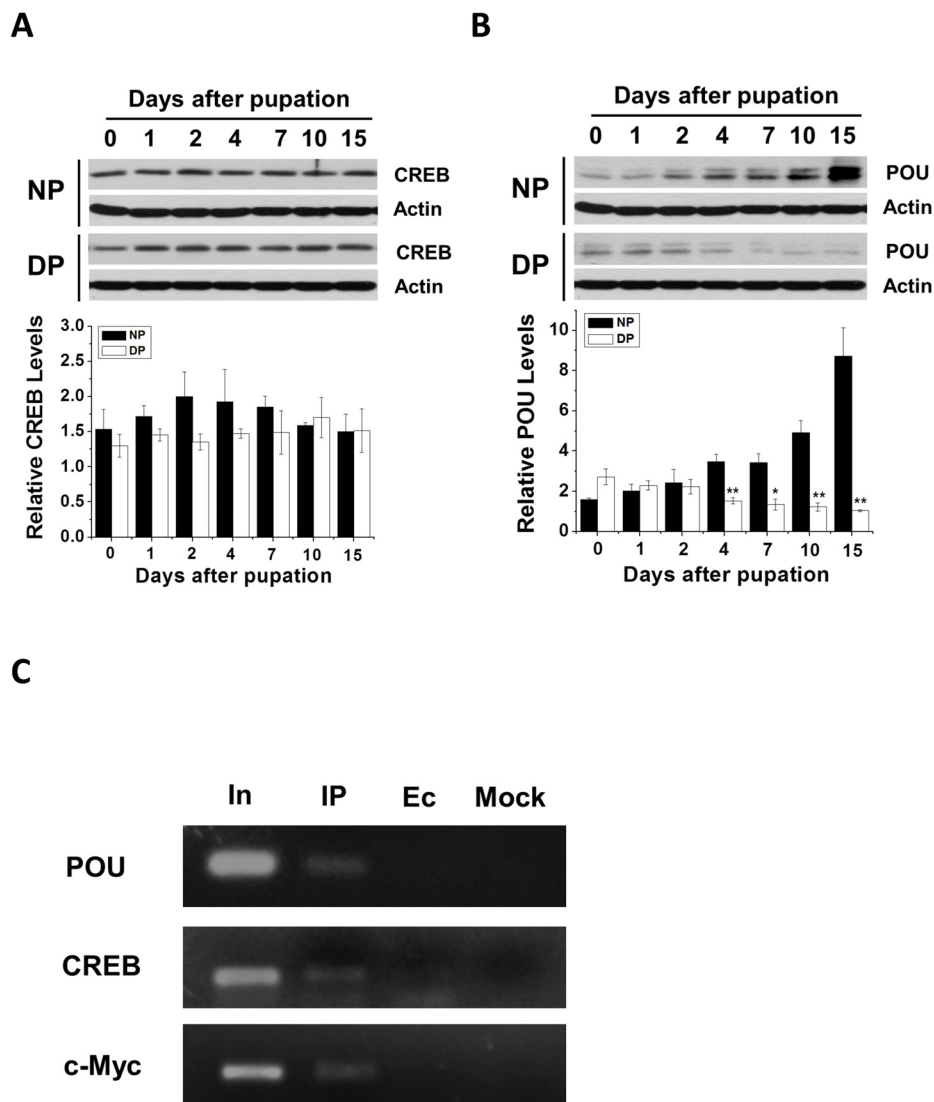 A
Days after pupation
0 1 2 4 7 10 15
NP
CREB
Actin
DP
CREB
Actin
3.0
2.5
2.0
1.5
1.0
0.5
0.0
Relative CREB Levels
NP
DP
0 1 2 4 7 10 15
Days after pupation
B
Days after pupation
0 1 2 4 7 10 15
NP
POU
Actin
DP
POU
Actin
10
8
6
4
2
0
Relative POU Levels
NP
DP
** * ** **
0 1 2 4 7 10 15
Days after pupation
C
In IP Ec Mock
POU
CREB
c-Myc